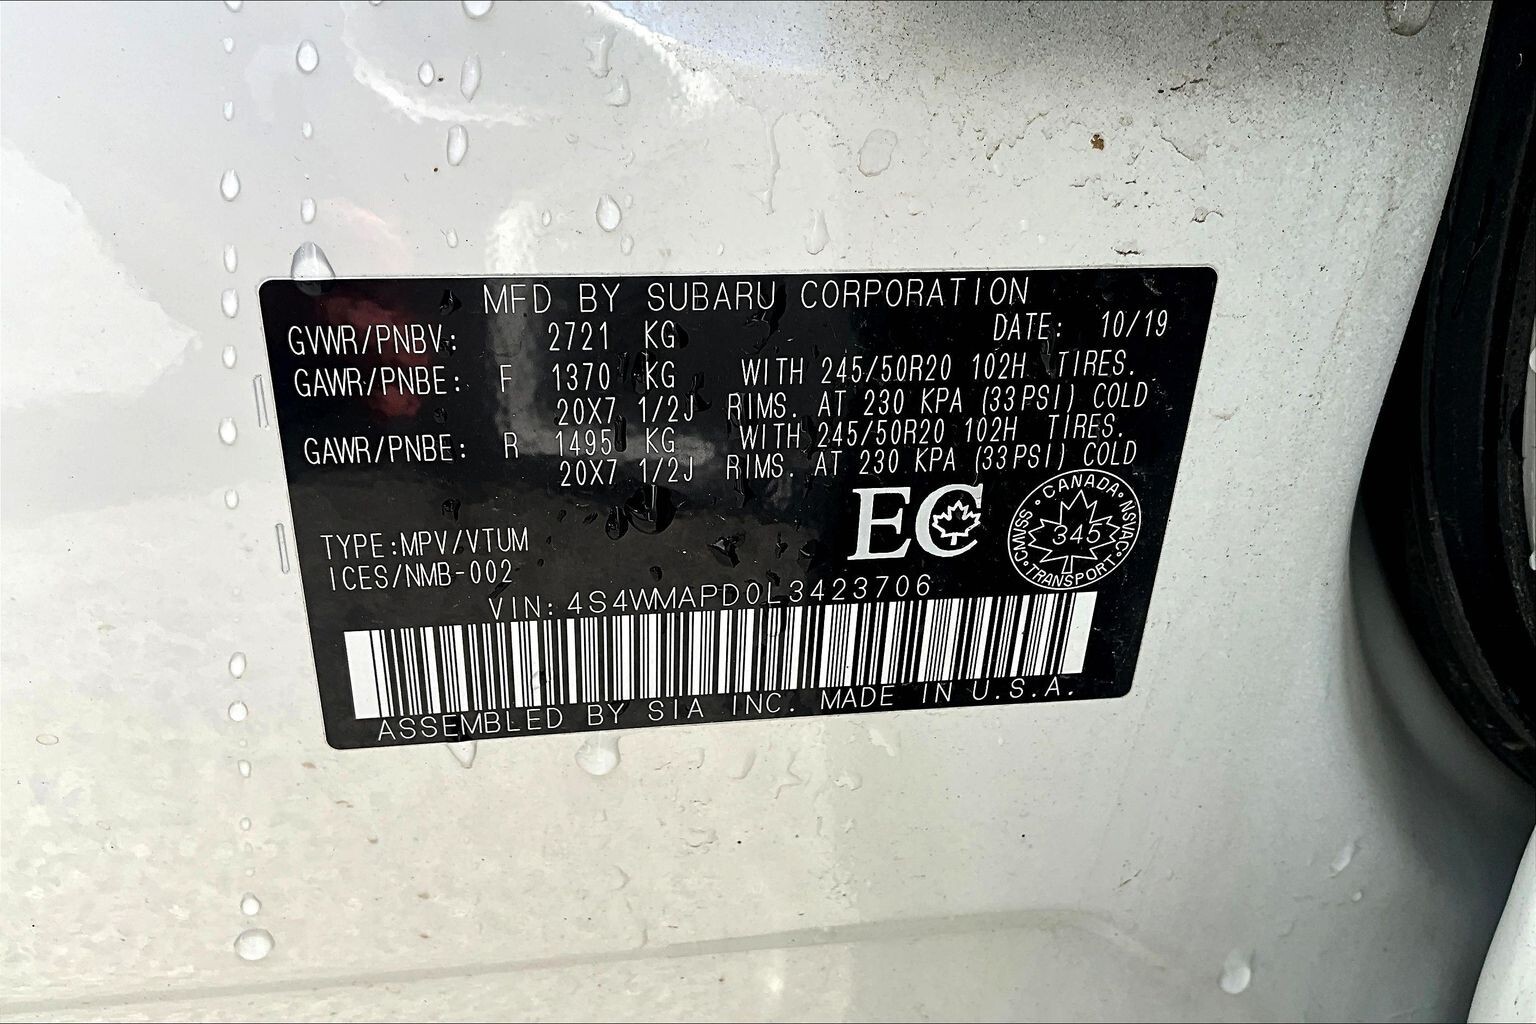 MFD BY SUBARU CORPORATION
GVWR/PNBV: 2721 KG DATE: 10/19
GAWR/PNBE: F 1370 KG WITH 245/50R20 102H TIRES.
20X7 1/2J RIMS. AT 230 KPA (33PSI) COLD
GAWR/PNBE: R 1495 KG WITH 245/50R20 102H TIRES.
20X7 1/2J RIMS. AT 230 KPA (33PSI) COLD
EC
CANADA
345
CMVSS NSVAC
TRANSPORT
TYPE:MPV/VTUM
ICES/NMB-002
VIN: 4S4WMAPD0L3423706
ASSEMBLED BY SIA INC. MADE IN U.S.A.